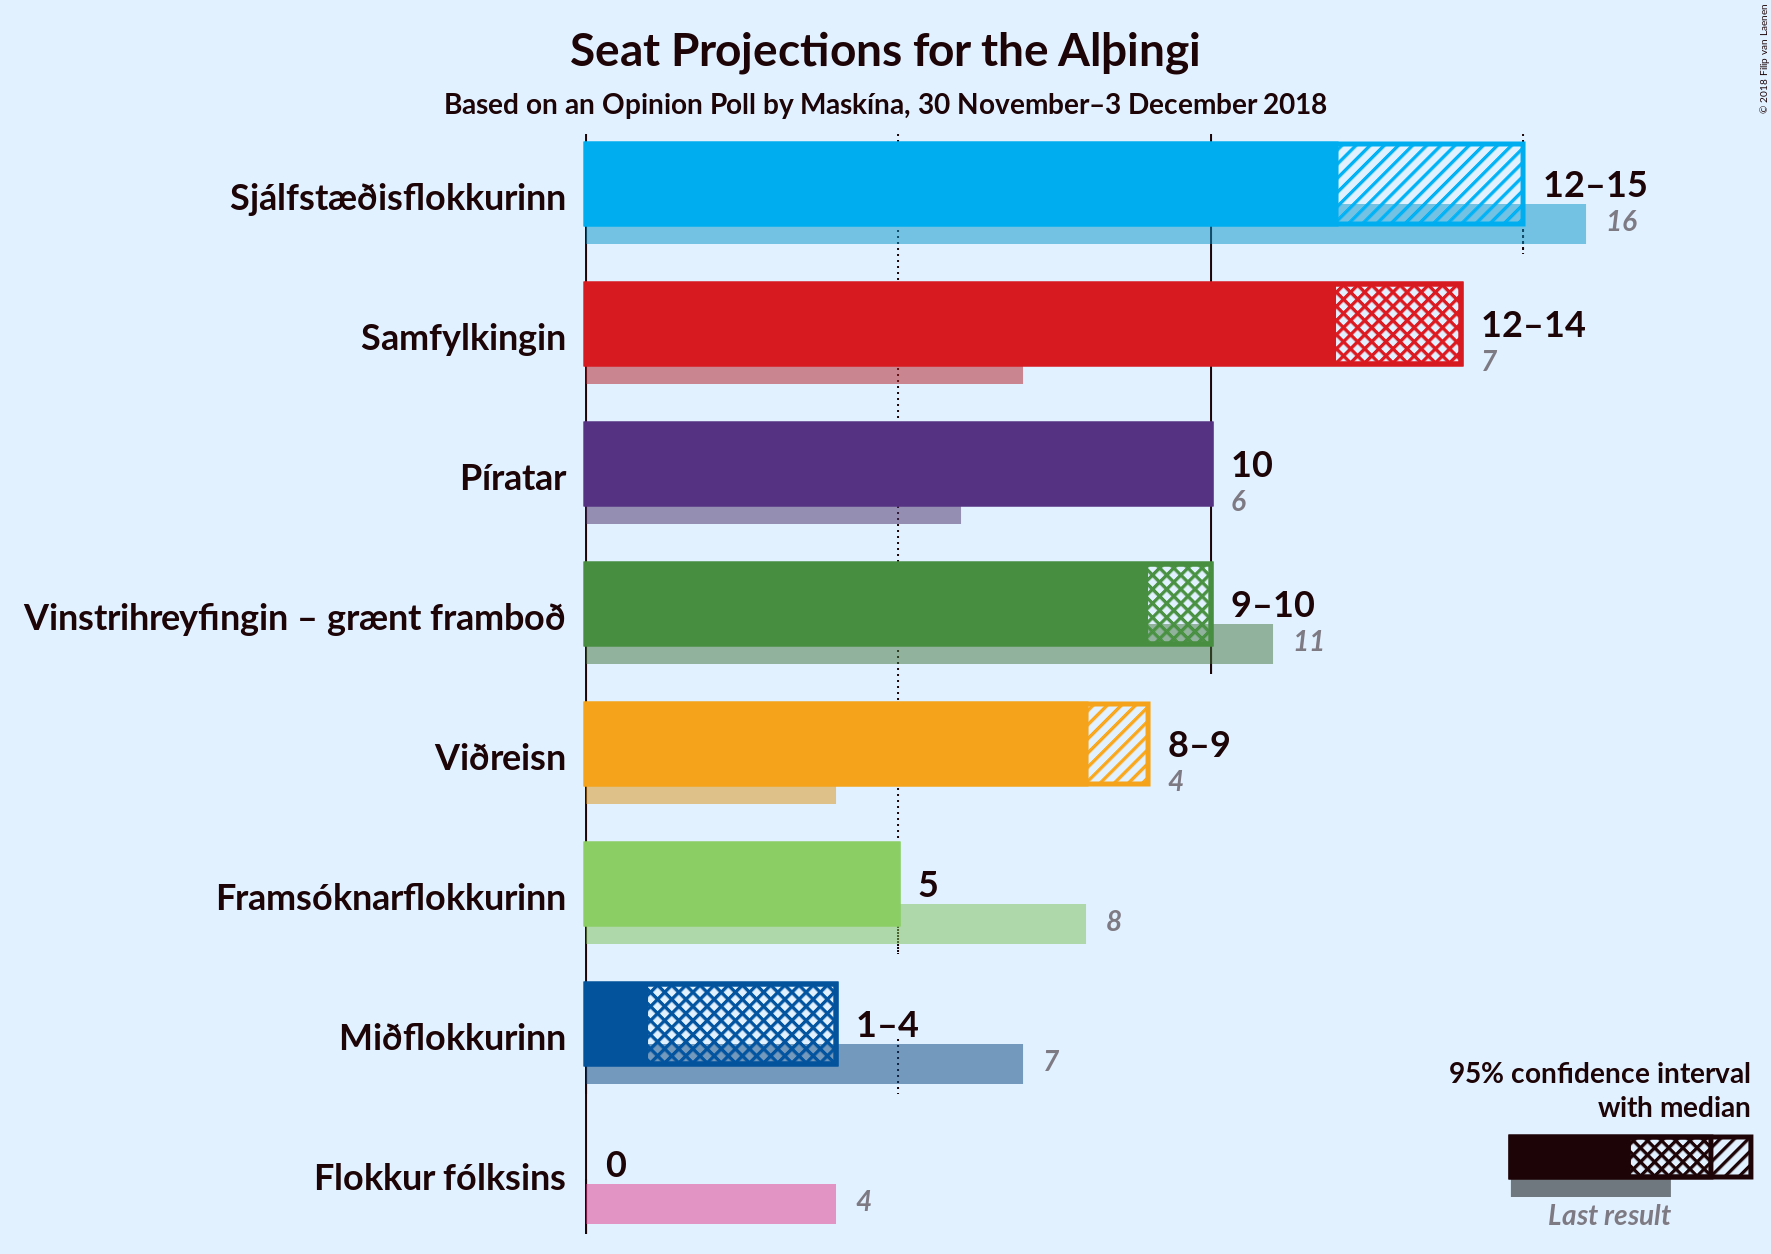 Seat Projections for the Alþingi
Based on an Opinion Poll by Maskína, 30 November–3 December 2018
© 2018 Filip van Laenen
Sjálfstæðisflokkurinn
12–15
16
Samfylkingin
12–14
7
Píratar
10
6
Vinstrihreyfingin – grænt framboð
9–10
11
Viðreisn
8–9
4
Framsóknarflokkurinn
5
8
Miðflokkurinn
1–4
7
Flokkur fólksins
0
4
95% confidence interval
with median
Last result